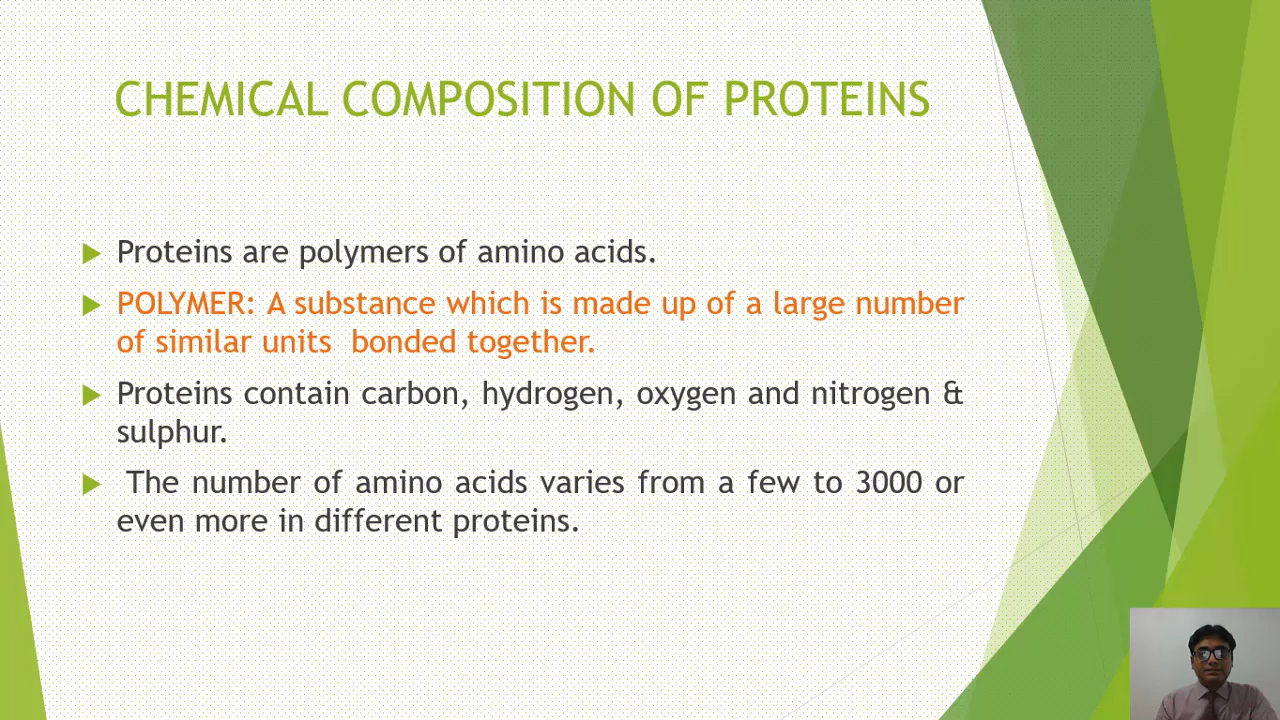 CHEMICAL COMPOSITION OF PROTEINS
Proteins are polymers of amino acids.
POLYMER: A substance which is made up of a large number
of similar units bonded together.
Proteins contain carbon, hydrogen, oxygen and nitrogen &
sulphur.
The number of amino acids varies from a few to 3000 or
even more in different proteins.